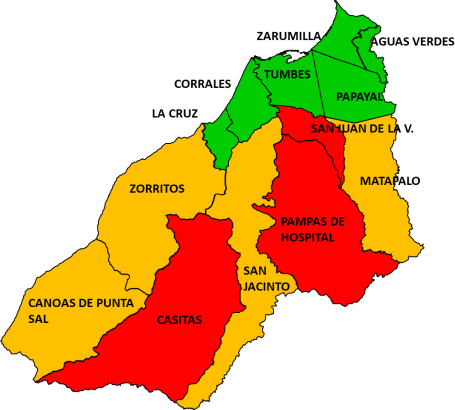 ZARUMILLA
AGUAS VERDES
TUMBES
CORRALES
PAPAYAL
LA CRUZ
SAN JUAN DE LA V.
MATAPALO
ZORRITOS
PAMPAS DE
HOSPITAL
SAN
JACINTO
CANOAS DE PUNTA
SAL
CASITAS